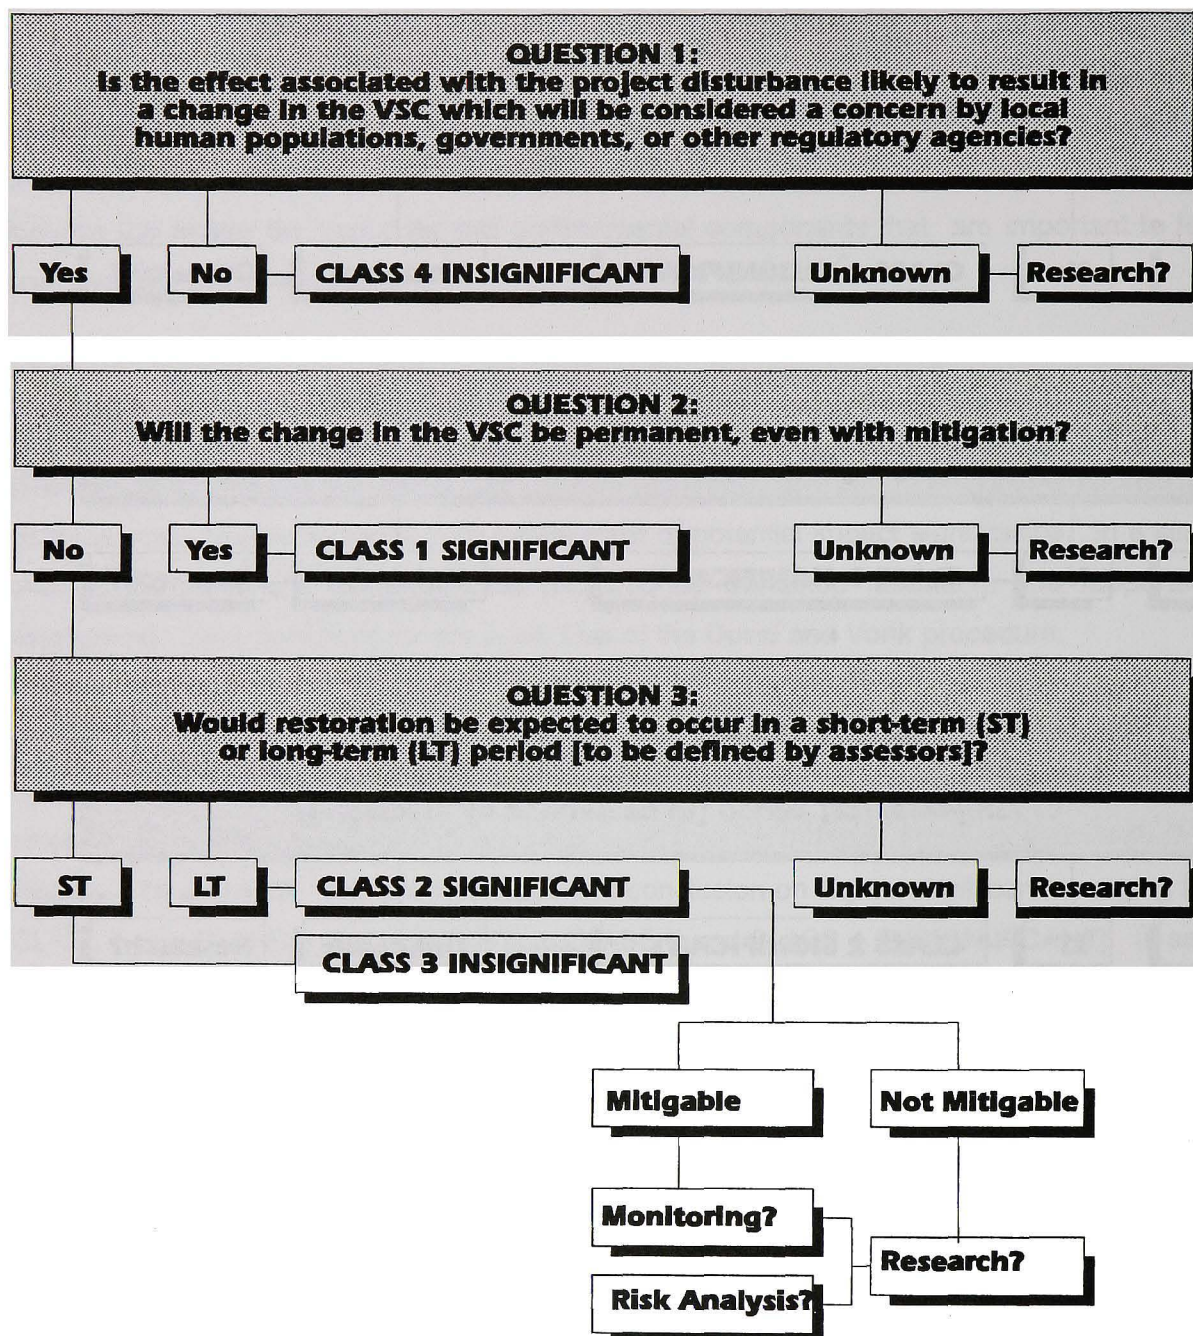 QUESTION 1:
Is the effect associated with the project disturbance likely to result in
a change in the VSC which will be considered a concern by local
human populations, governments, or other regulatory agencies?
Yes
No
CLASS 4 INSIGNIFICANT
Unknown
Research?
QUESTION 2:
Will the change in the VSC be permanent, even with mitigation?
No
Yes
CLASS 1 SIGNIFICANT
Unknown
Research?
QUESTION 3:
Would restoration be expected to occur in a short-term (ST)
or long-term (LT) period [to be defined by assessors]?
ST
LT
CLASS 2 SIGNIFICANT
Unknown
Research?
CLASS 3 INSIGNIFICANT
Mitigable
Not Mitigable
Monitoring?
Research?
Risk Analysis?